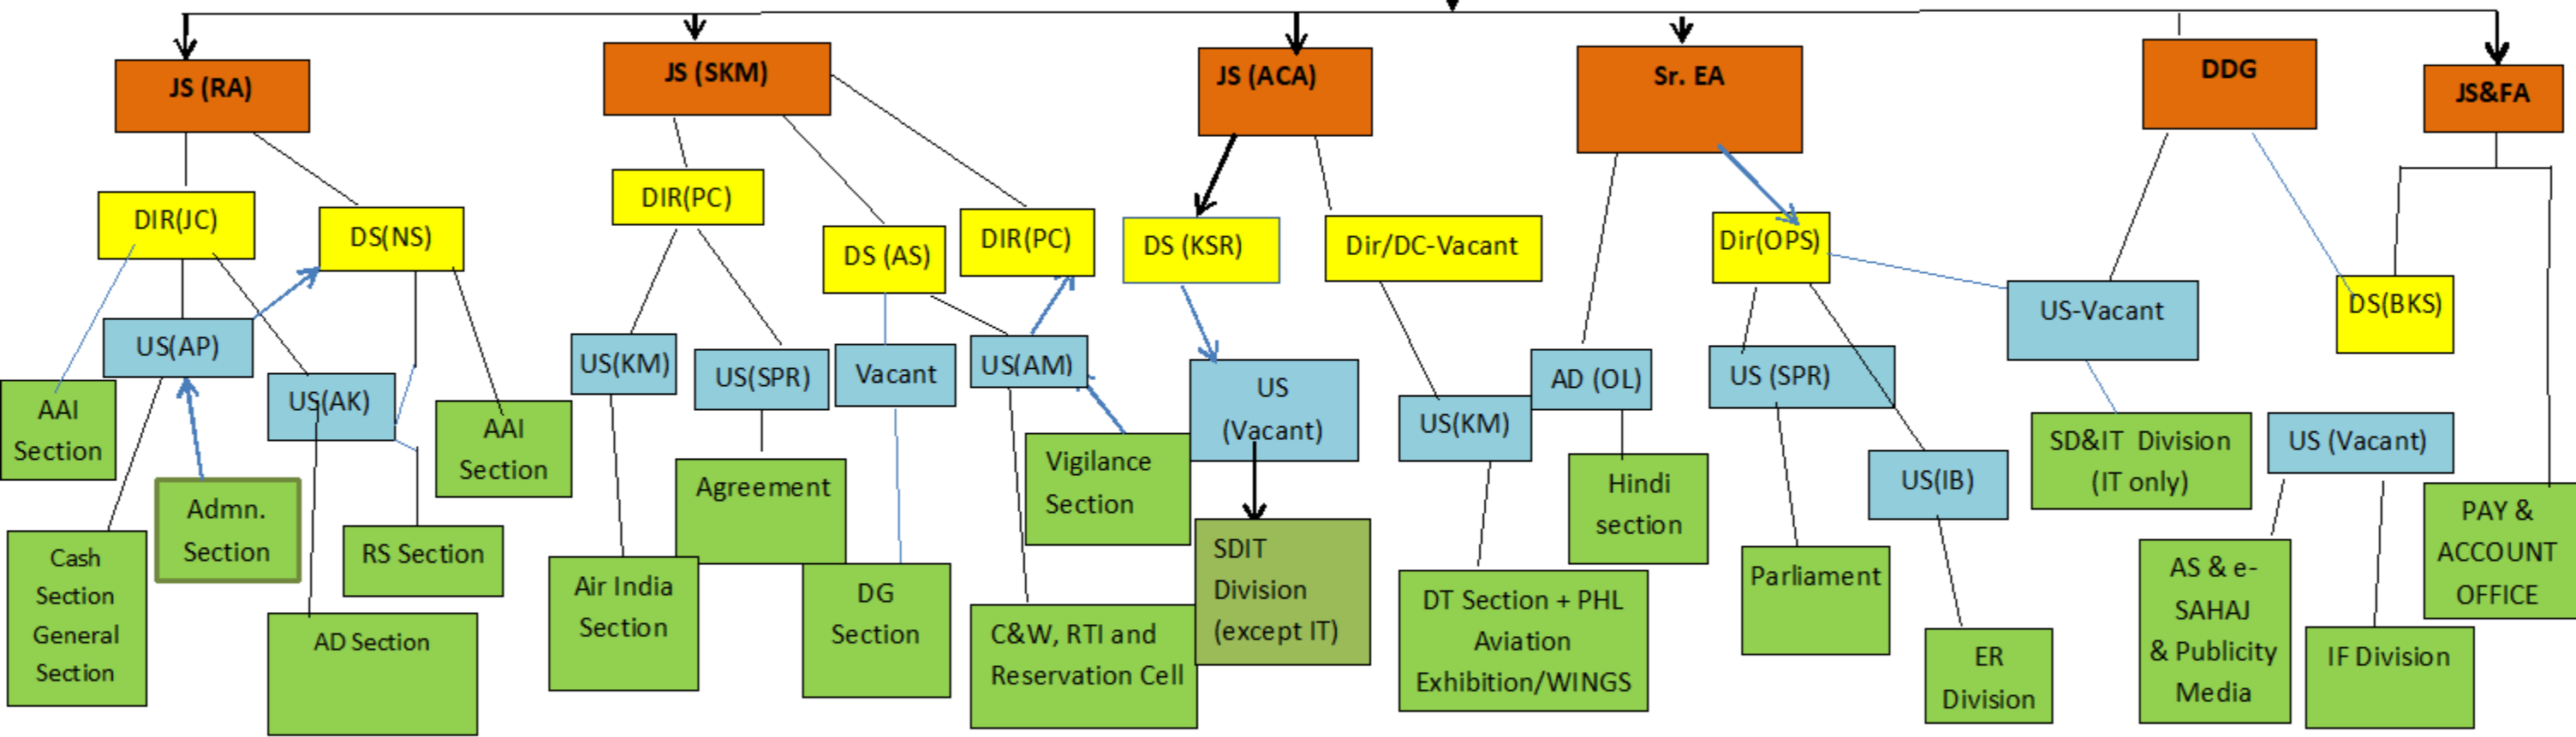 JS (RA)
JS (SKM)
JS (ACA)
Sr. EA
DDG
JS&FA
DIR(JC)
DS(NS)
DIR(PC)
DS (AS)
DIR(PC)
DS (KSR)
Dir/DC-Vacant
Dir(OPS)
DS(BKS)
US(AP)
US(AK)
US(KM)
US(SPR)
Vacant
US(AM)
US
(Vacant)
US(KM)
AD (OL)
US (SPR)
US(IB)
US-Vacant
US (Vacant)
AAI
Section
Cash
Section
General
Section
Admn.
Section
AD Section
RS Section
AAI
Section
Air India
Section
Agreement
DG
Section
C&W, RTI and
Reservation Cell
Vigilance
Section
SDIT
Division
(except IT)
DT Section + PHL
Aviation
Exhibition/WINGS
Hindi
section
Parliament
ER
Division
SD&IT Division
(IT only)
AS & e-
SAHAJ
& Publicity
Media
IF Division
PAY &
ACCOUNT
OFFICE